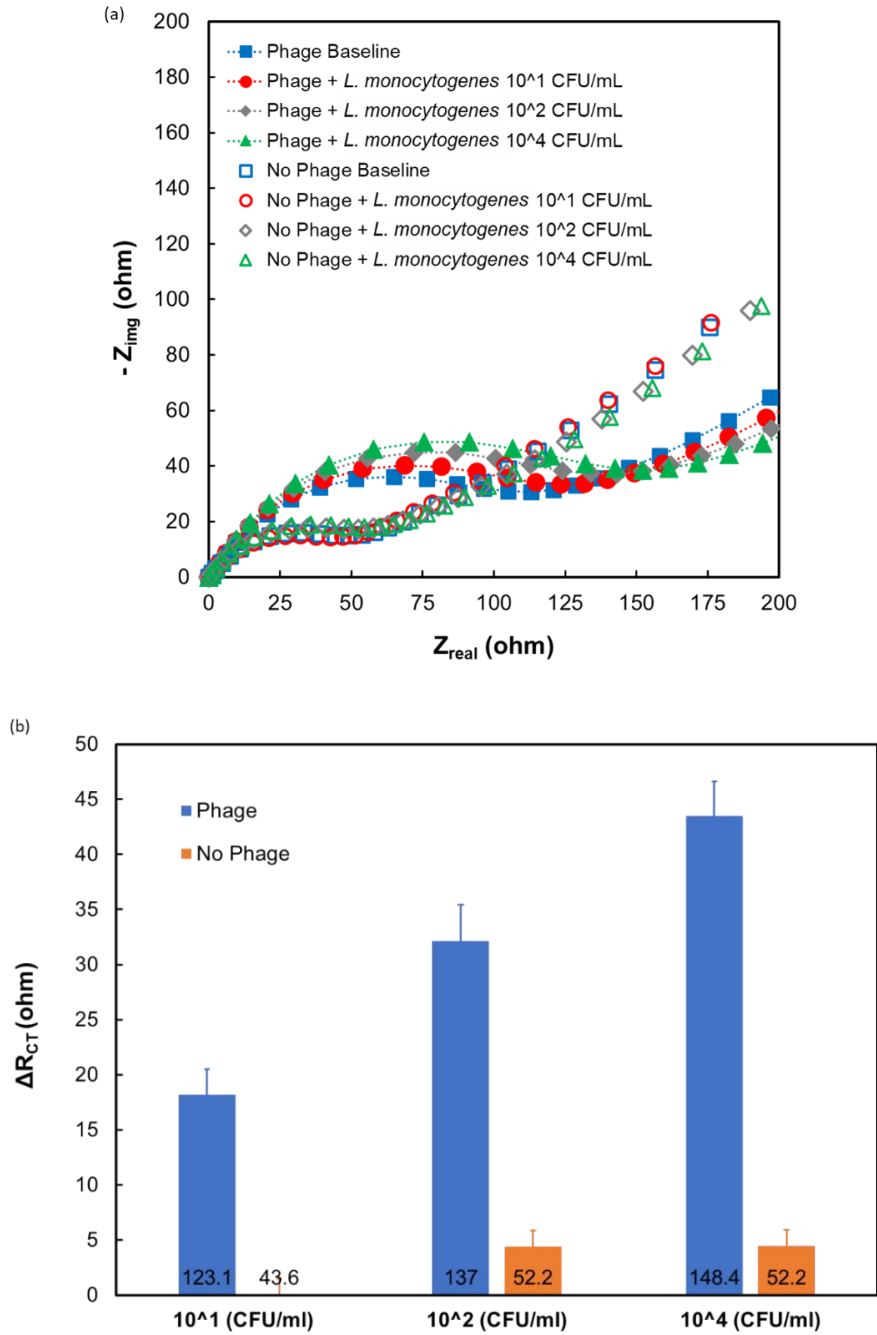 (a)
200
180
160
140
120
100
80
60
40
20
0
- Z img (ohm)
Phage Baseline
Phage + L. monocytogenes 10^1 CFU/mL
Phage + L. monocytogenes 10^2 CFU/mL
Phage + L. monocytogenes 10^4 CFU/mL
No Phage Baseline
No Phage + L. monocytogenes 10^1 CFU/mL
No Phage + L. monocytogenes 10^2 CFU/mL
No Phage + L. monocytogenes 10^4 CFU/mL
0 25 50 75 100 125 150 175 200
Z real (ohm)
(b)
50
45
40
35
30
25
20
15
10
5
0
ΔR CT (ohm)
Phage
No Phage
123.1 43.6 137 52.2 148.4 52.2
10^1 (CFU/ml) 10^2 (CFU/ml) 10^4 (CFU/ml)